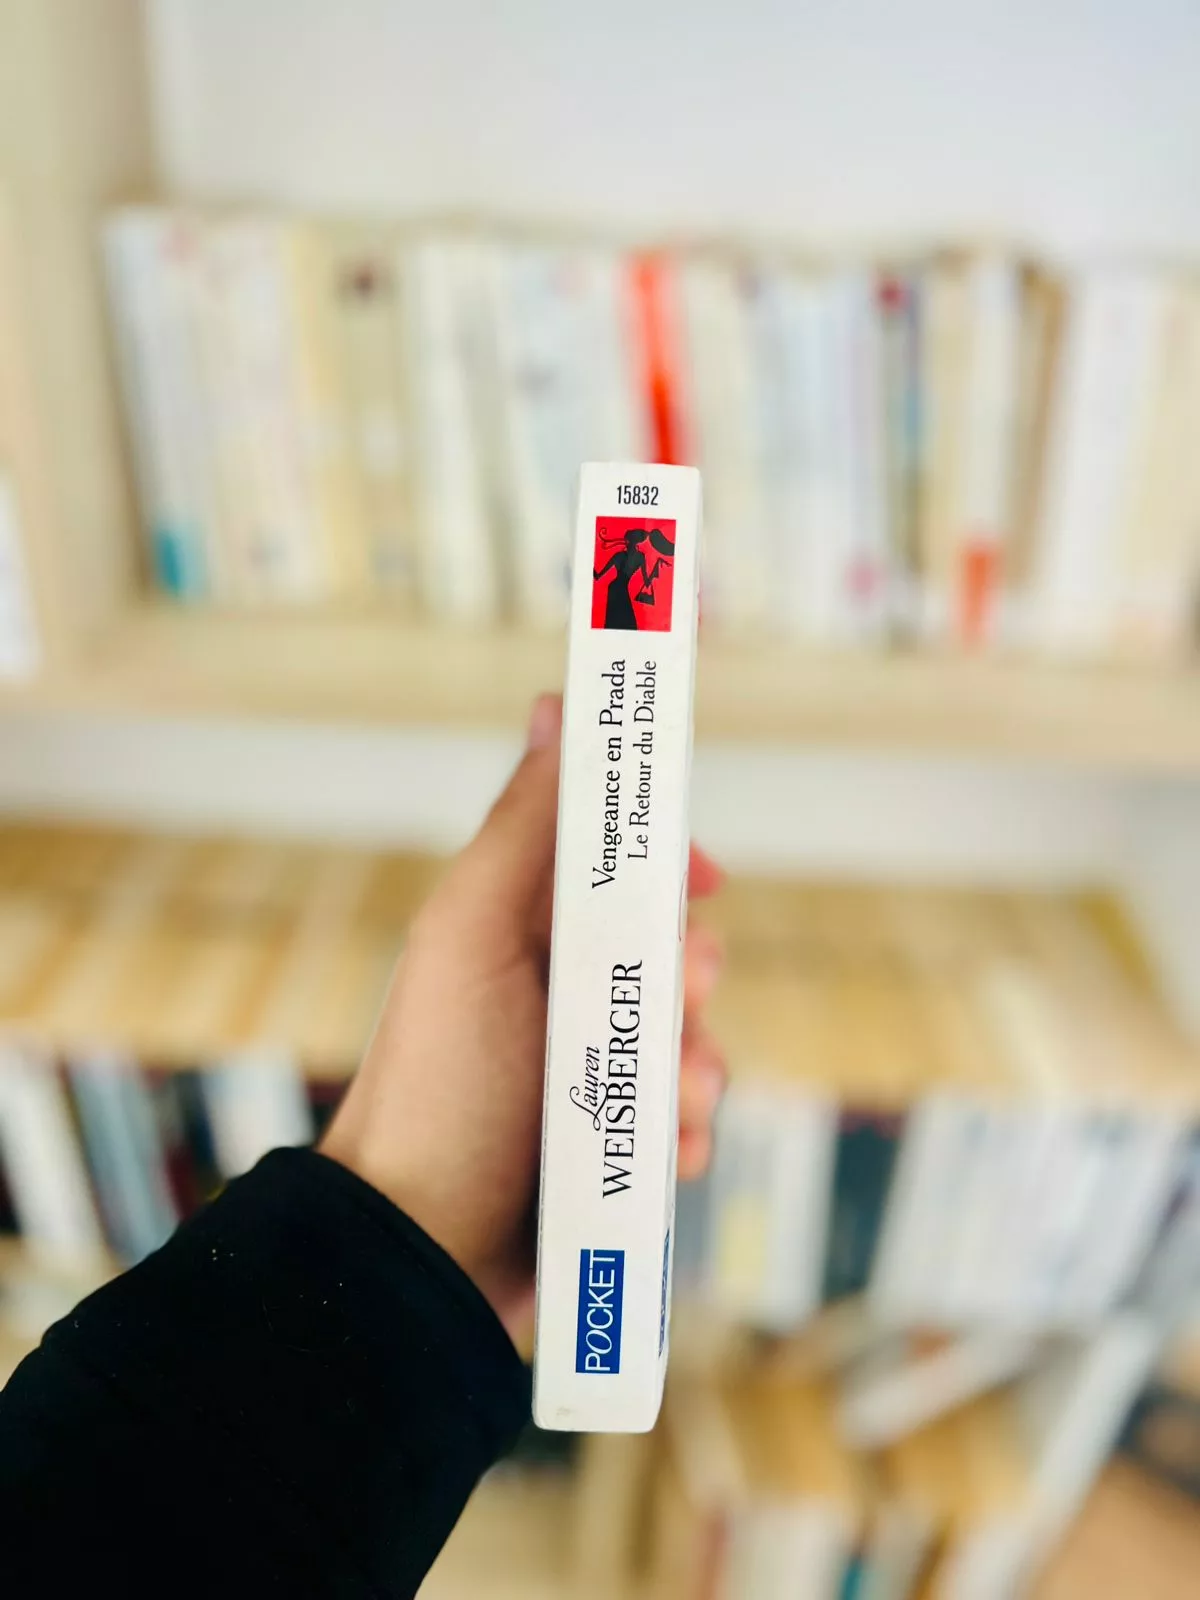 15832
Vengeance en Prada
Le Retour du Diable
Lauren
WEISBERGER
POCKET